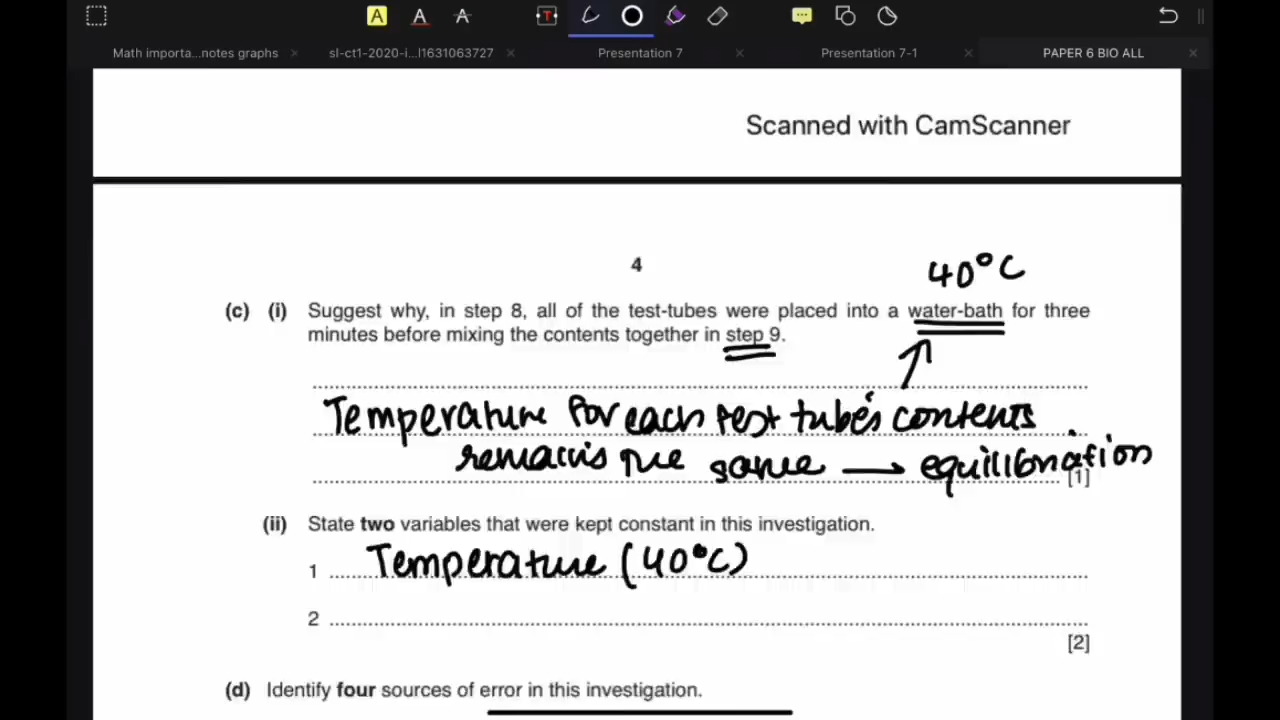 A A A T
Math importa...notes graphs × sl-ct1-2020-i...l1631063727 × Presentation 7 × Presentation 7-1 × PAPER 6 BIO ALL ×
Scanned with CamScanner
4
40°C
(c) (i) Suggest why, in step 8, all of the test-tubes were placed into a water-bath for three
minutes before mixing the contents together in step 9.
Temperature for each test tube's contents
remains the same → equilibration
[1]
(ii) State two variables that were kept constant in this investigation.
1 Temperature (40°C)
2
[2]
(d) Identify four sources of error in this investigation.